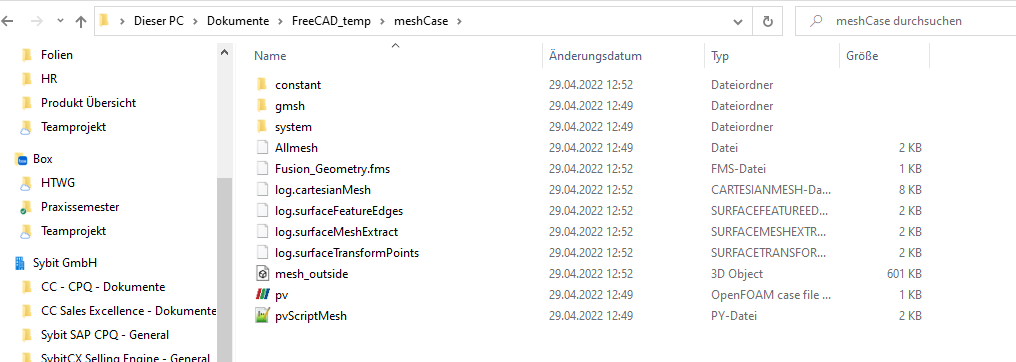 Dieser PC > Dokumente > FreeCAD_temp > meshCase >
meshCase durchsuchen
Folien
HR
Produkt Übersicht
Teamprojekt
Box
HTWG
Praxissemester
Teamprojekt
Sybit GmbH
CC - CPQ - Dokumente
CC Sales Excellence - Dokumente
Sybit SAP CPQ - General
SybitCX Selling Engine - General
Name Änderungsdatum Typ Größe
constant 29.04.2022 12:52 Dateiordner
gmsh 29.04.2022 12:49 Dateiordner
system 29.04.2022 12:49 Dateiordner
Allmesh 29.04.2022 12:49 Datei 2 KB
Fusion_Geometry.fms 29.04.2022 12:52 FMS-Datei 1 KB
log.cartesianMesh 29.04.2022 12:52 CARTESIANMESH-Da... 8 KB
log.surfaceFeatureEdges 29.04.2022 12:52 SURFACEFEATUREED... 2 KB
log.surfaceMeshExtract 29.04.2022 12:52 SURFACEMESHEXTR... 2 KB
log.surfaceTransformPoints 29.04.2022 12:52 SURFACETRANSFOR... 2 KB
mesh_outside 29.04.2022 12:52 3D Object 601 KB
pv 29.04.2022 12:49 OpenFOAM case file ... 1 KB
pvScriptMesh 29.04.2022 12:49 PY-Datei 2 KB